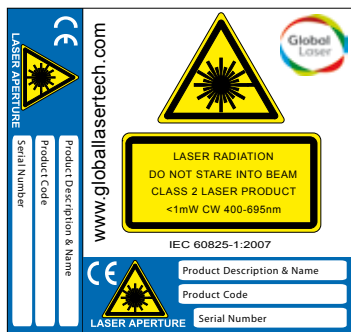 CE
LASER APERTURE
Product Description & Name
Product Code
Serial Number
www.globallasertech.com
Global
Laser
LASER RADIATION
DO NOT STARE INTO BEAM
CLASS 2 LASER PRODUCT
<1mW CW 400-695nm
IEC 60825-1:2007
CE
LASER APERTURE
Product Description & Name
Product Code
Serial Number